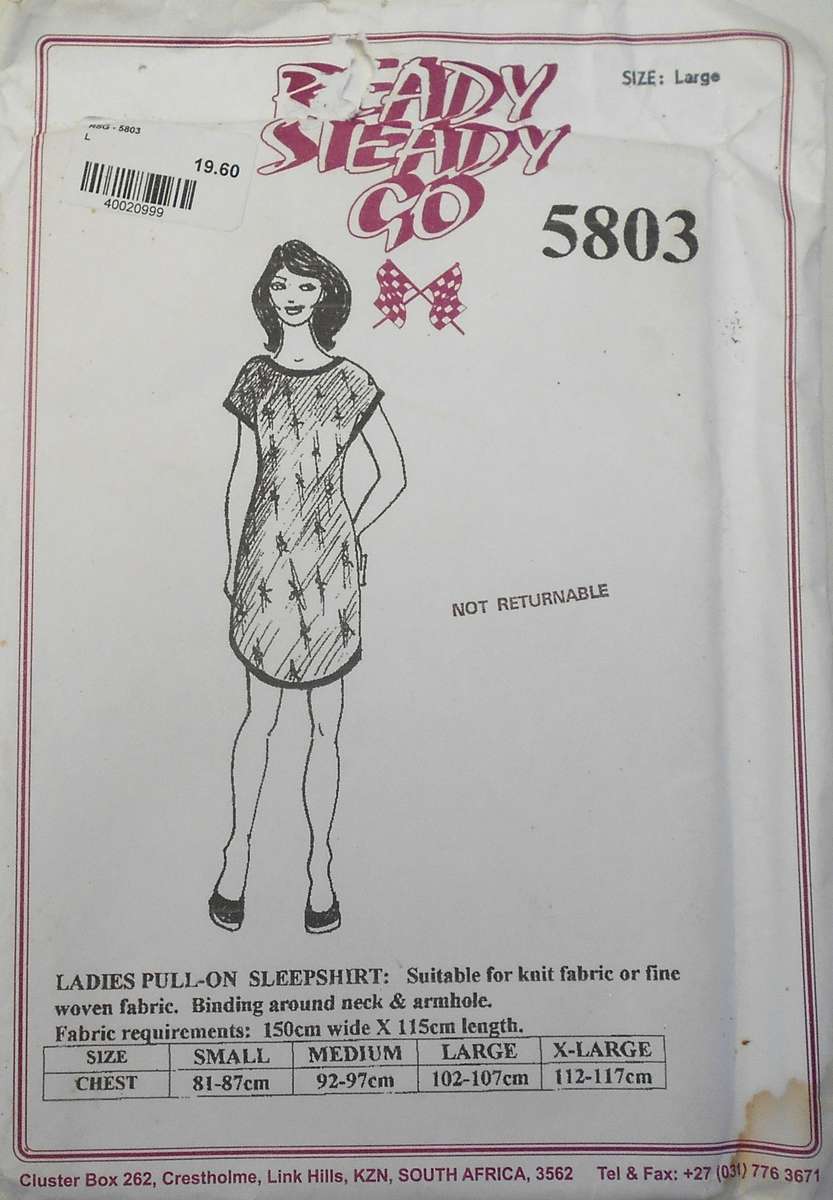 READY
SIZE: Large
STEADY
GO
RSG - 5803
L
19.60
40020999
5803
NOT RETURNABLE
LADIES PULL-ON SLEEPSHIRT: Suitable for knit fabric or fine
woven fabric. Binding around neck & armhole.
Fabric requirements: 150cm wide X 115cm length.
SIZE SMALL MEDIUM LARGE X-LARGE
CHEST 81-87cm 92-97cm 102-107cm 112-117cm
Cluster Box 262, Crestholme, Link Hills, KZN, SOUTH AFRICA, 3562 Tel & Fax: +27 (031) 776 3671